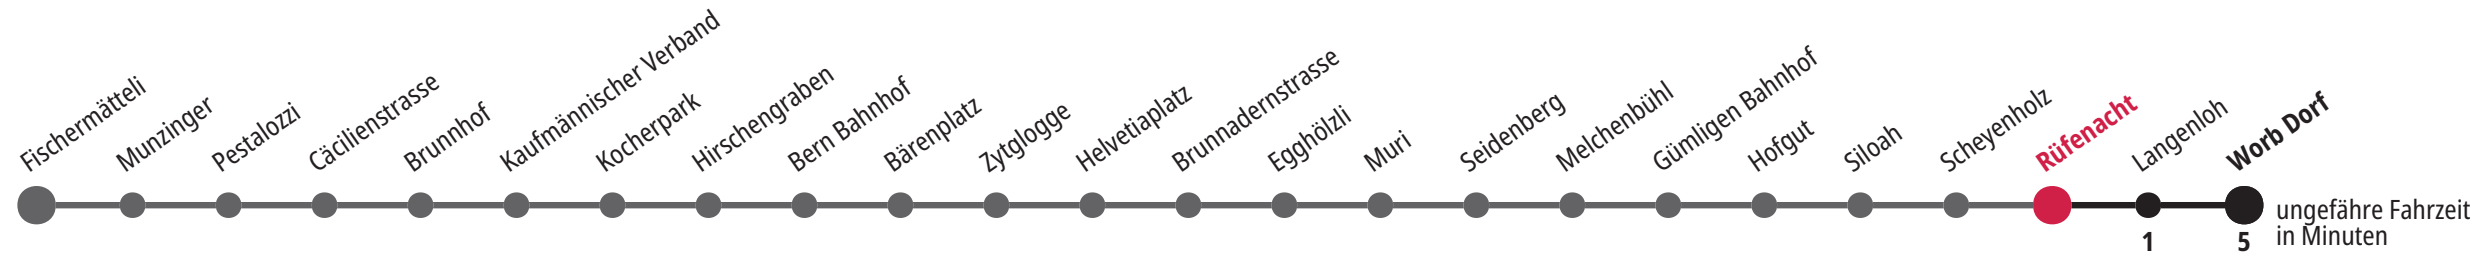 Fischermätteli
Munzinger
Pestalozzi
Cäcilienstrasse
Brunnhof
Kaufmännischer Verband
Kocherpark
Hirschengraben
Bern Bahnhof
Bärenplatz
Zytglogge
Helvetiaplatz
Brunnadernstrasse
Egghölzli
Muri
Seidenberg
Melchenbühl
Gümligen Bahnhof
Hofgut
Siloah
Scheyenholz
Rüfenacht
Langenloh
Worb Dorf
1
5
ungefähre Fahrzeit
in Minuten